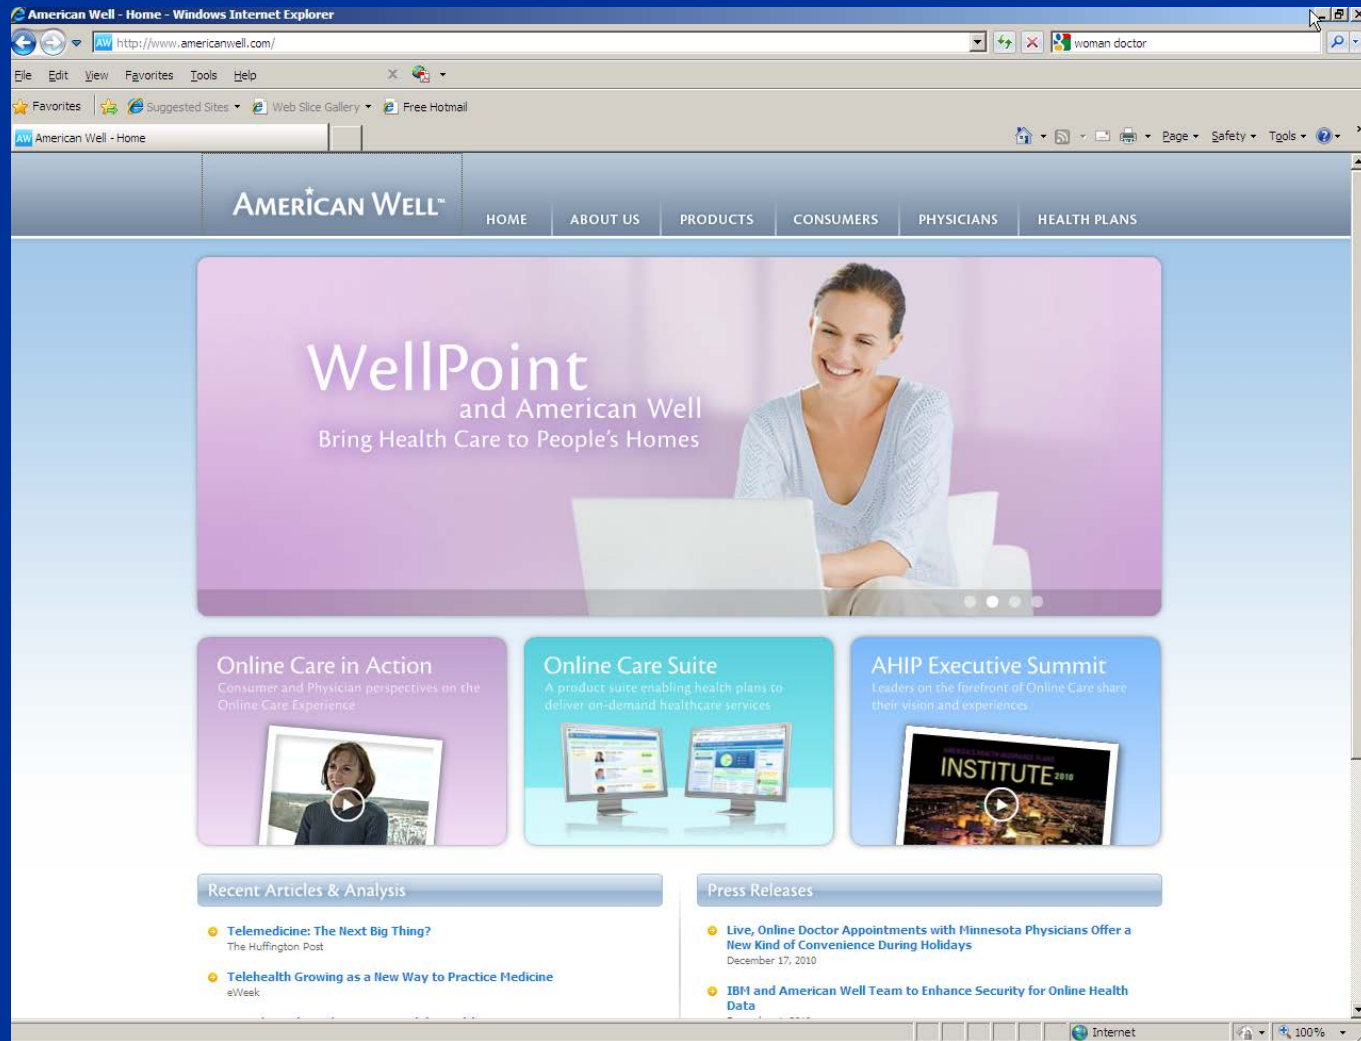 American Well - Home - Windows Internet Explorer
AW http://www.americanwell.com/
woman doctor
File Edit View Favorites Tools Help
Favorites Suggested Sites Web Slice Gallery Free Hotmail
AW American Well - Home
Page Safety Tools
AMERICAN WELL™
HOME ABOUT US PRODUCTS CONSUMERS PHYSICIANS HEALTH PLANS
WellPoint
and American Well
Bring Health Care to People's Homes
Online Care in Action
Consumer and Physician perspectives on the
Online Care Experience
Online Care Suite
A product suite enabling health plans to
deliver on-demand healthcare services
AHIP Executive Summit
Leaders on the forefront of Online Care share
their vision and experiences
INSTITUTE 2010
Recent Articles & Analysis
Telemedicine: The Next Big Thing?
The Huffington Post
Telehealth Growing as a New Way to Practice Medicine
eWeek
Press Releases
Live, Online Doctor Appointments with Minnesota Physicians Offer a
New Kind of Convenience During Holidays
December 17, 2010
IBM and American Well Team to Enhance Security for Online Health
Data
Internet
100%